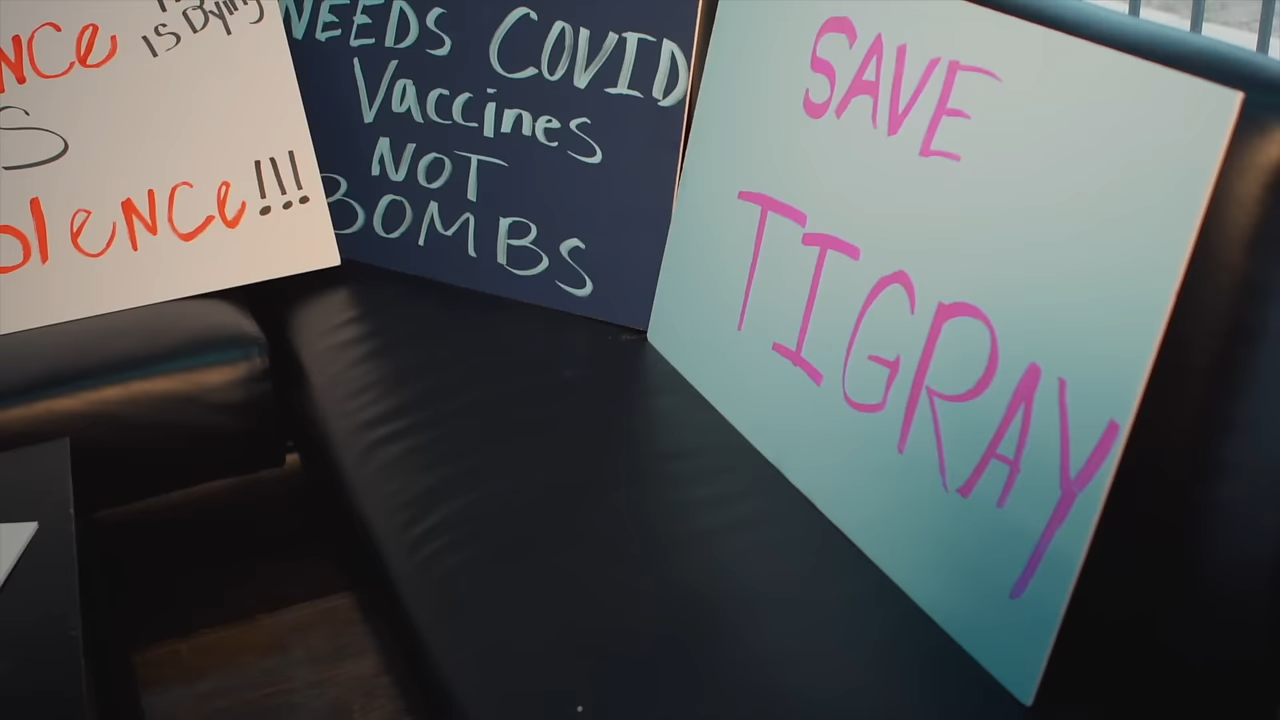 NCe
IS Dying
S
oleNCe!!!
NEEDS COVID
Vaccines
NOT
BOMBS
SAVE
TIGRAY